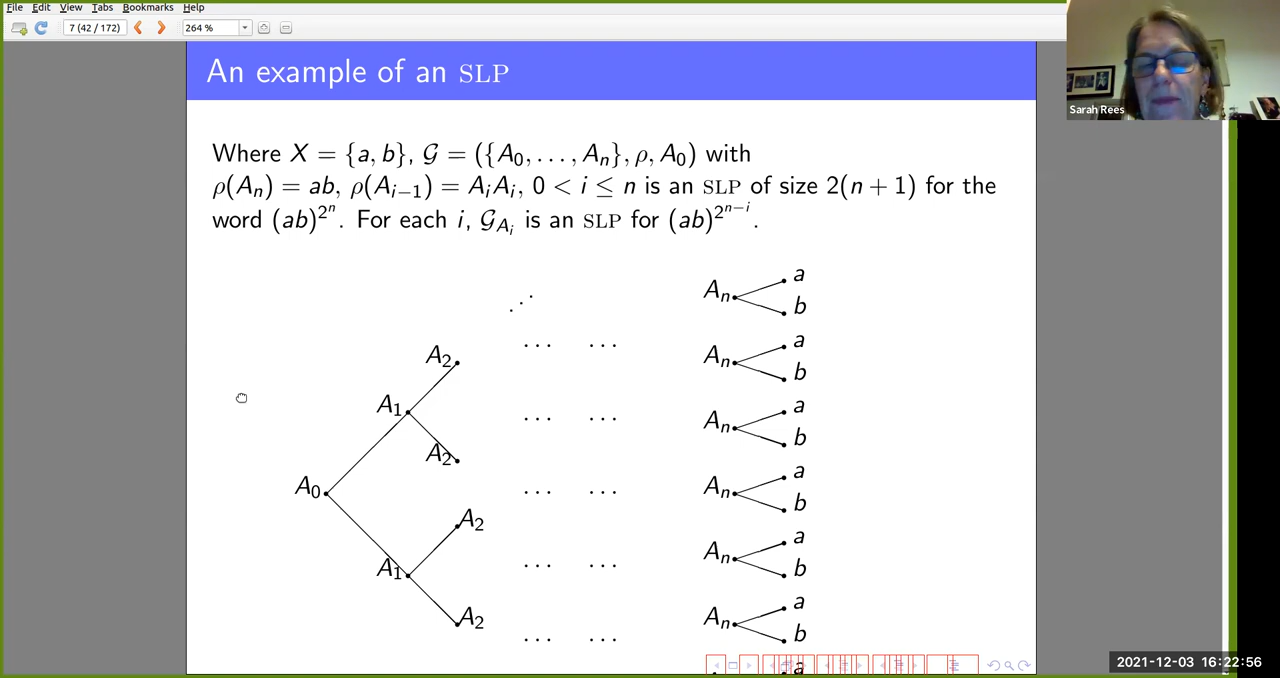 File Edit View Tabs Bookmarks Help
7 (42 / 172) 264 %
Sarah Rees
An example of an SLP
Where X = {a, b}, 𝒢 = ({A₀, . . . , Aₙ}, ρ, A₀) with
ρ(Aₙ) = ab, ρ(Aᵢ₋₁) = AᵢAᵢ, 0 < i ≤ n is an SLP of size 2(n + 1) for the
word (ab)^{2^n}. For each i, 𝒢_{A_i} is an SLP for (ab)^{2^{n−i}}.
Aₙ a
b
. . . . . .
A₂ Aₙ a
b
A₁
. . . . . . Aₙ a
b
A₂
A₀ . . . . . . Aₙ a
b
A₂
. . . . . . Aₙ a
b
A₁
A₂ Aₙ a
b
. . . . . .
a
2021-12-03 16:22:56